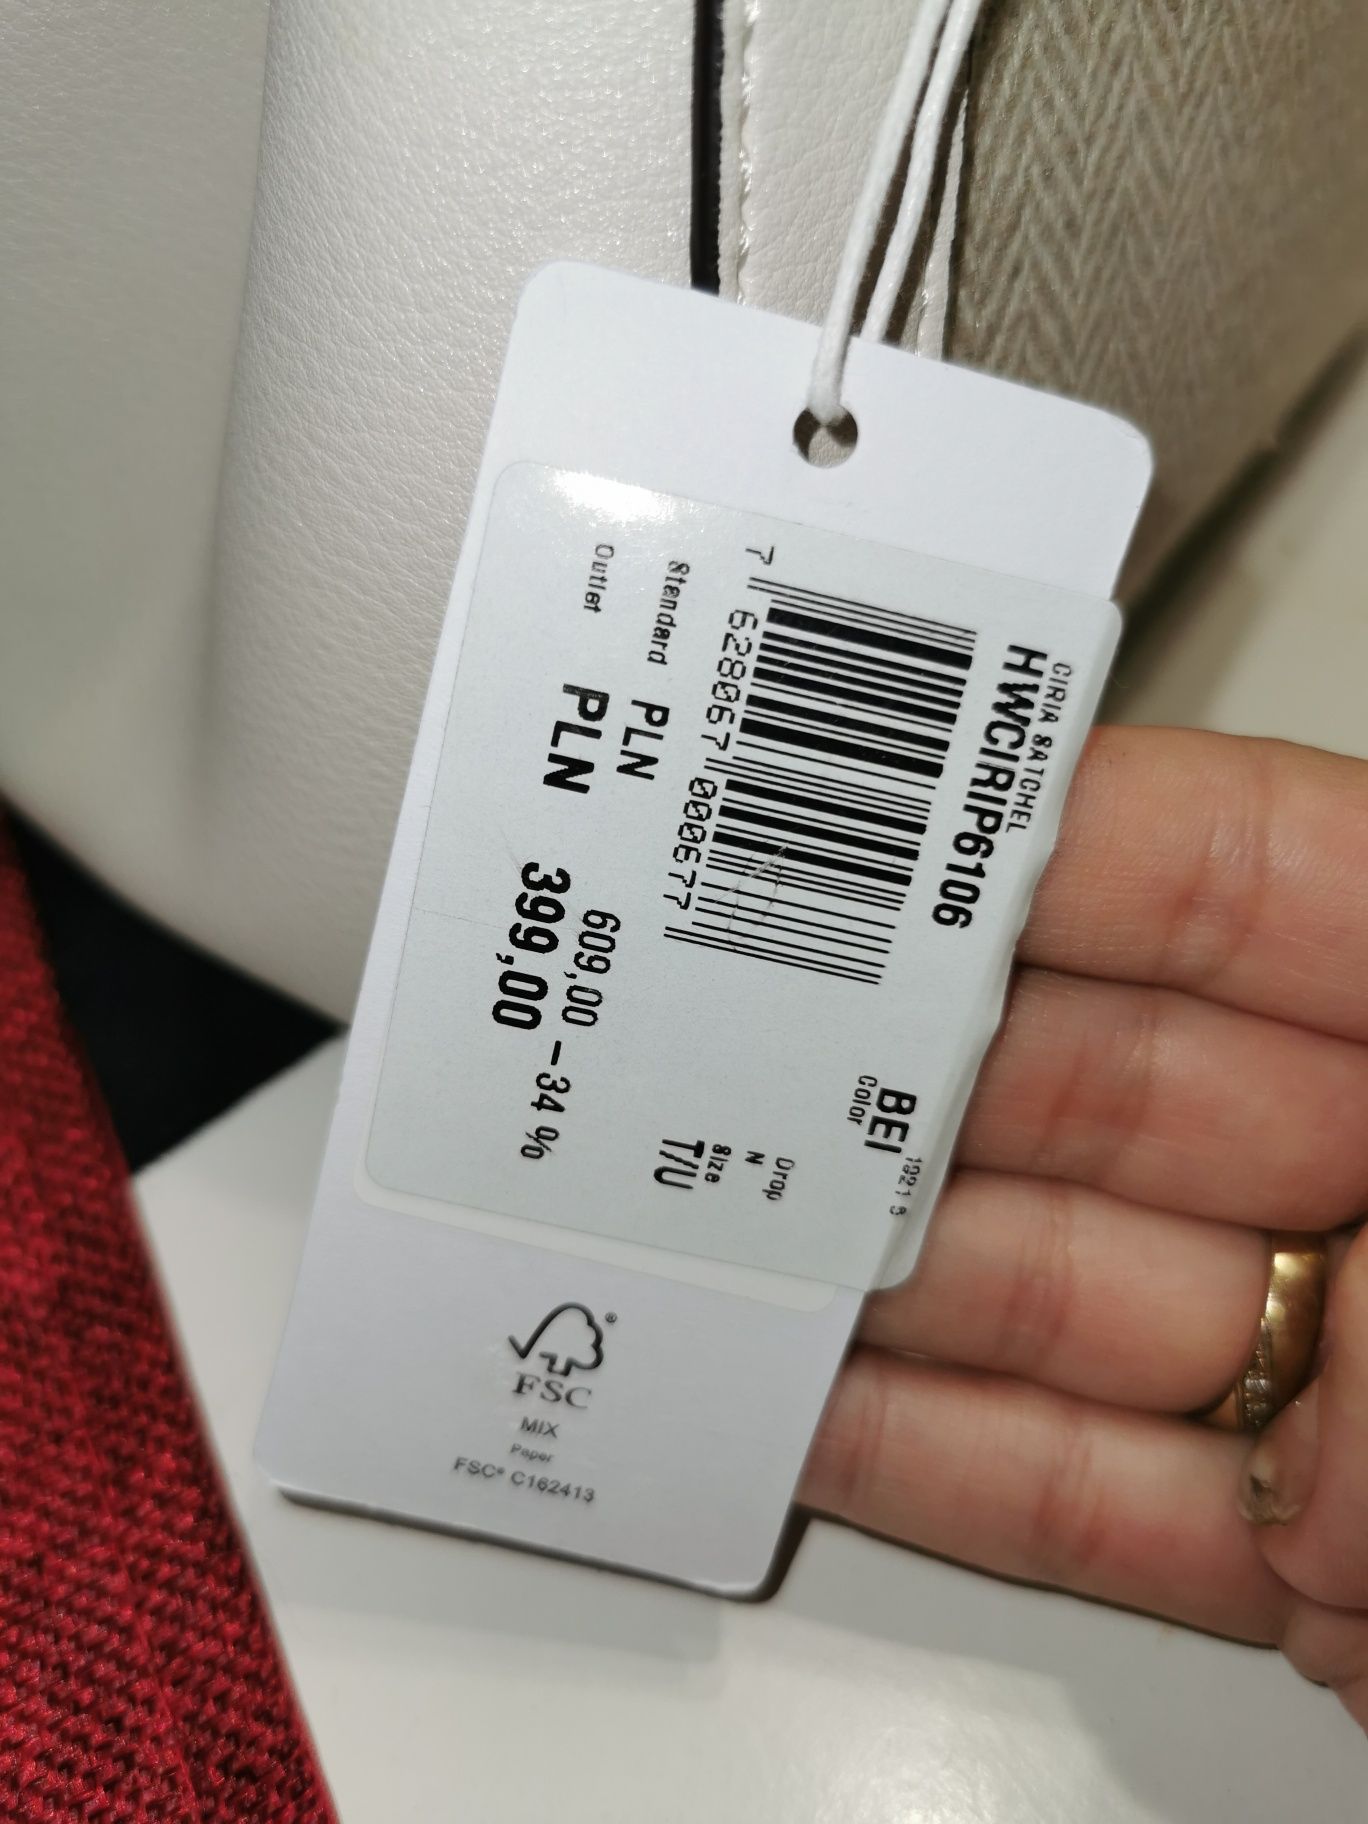 CIRIA SATCHEL
HWCIRIP6106
7 628067 000677
BEI
Color
Drop
N
Size
T/U
Standard PLN 609,00 -34 %
Outlet PLN 399,00
FSC®
MIX
Paper
FSC® C162413